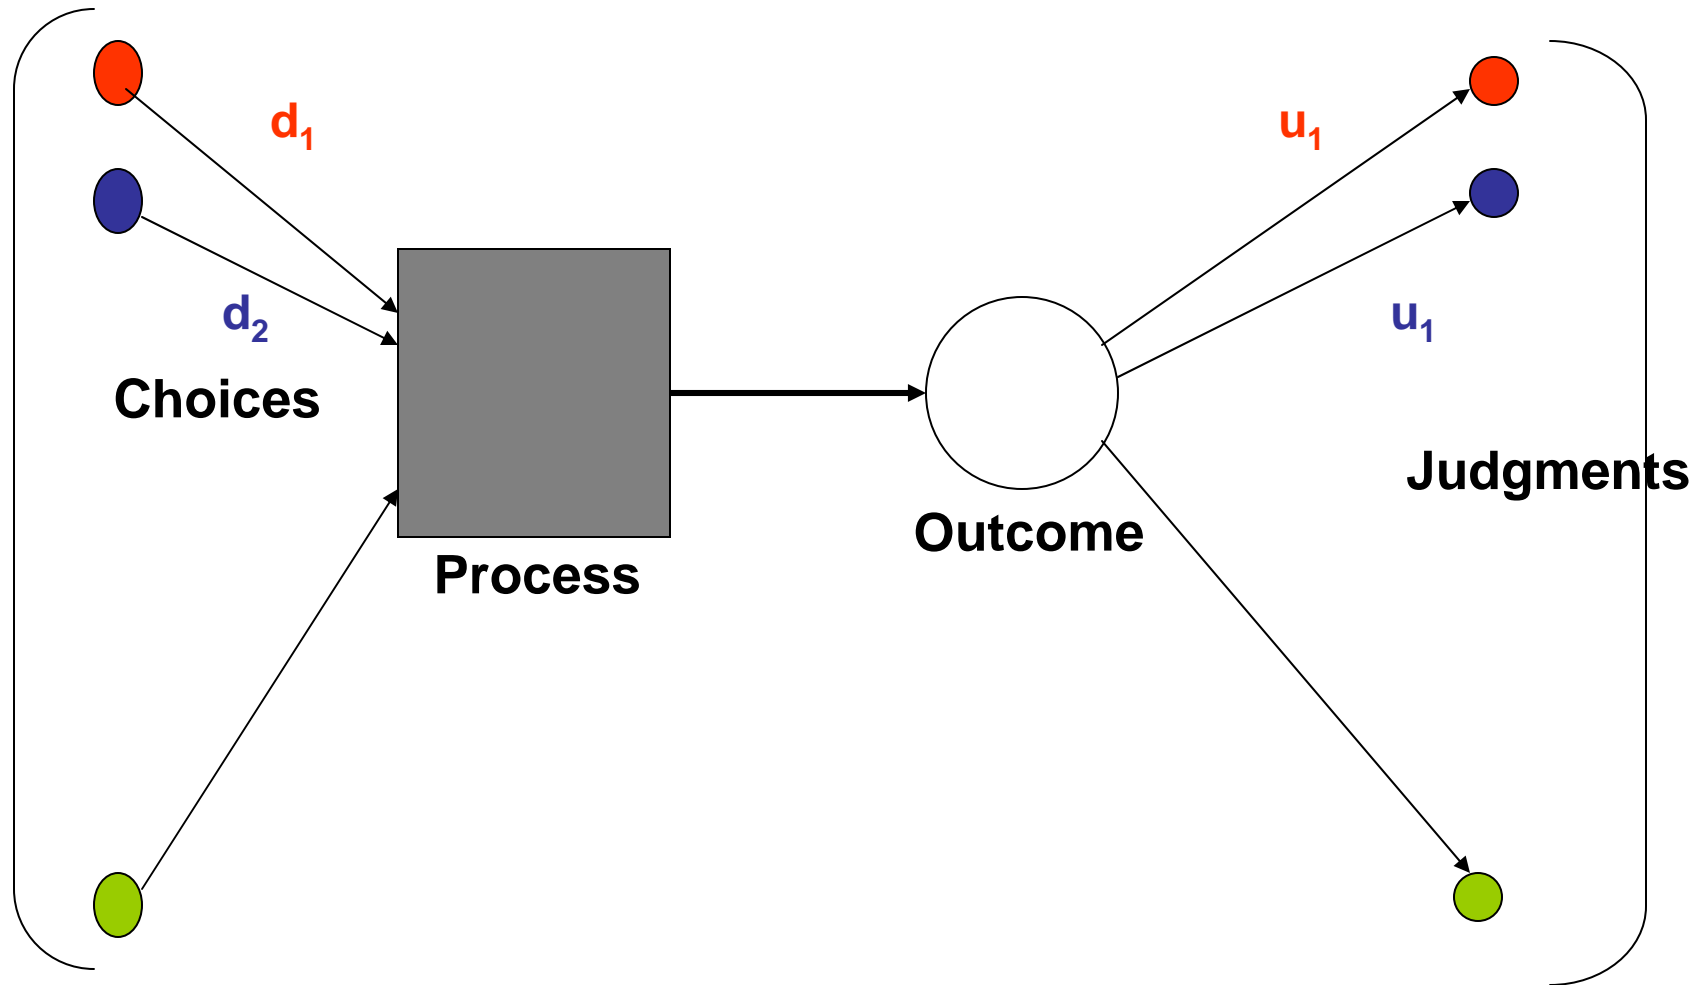 d1
u1
d2
u1
Choices
Judgments
Outcome
Process